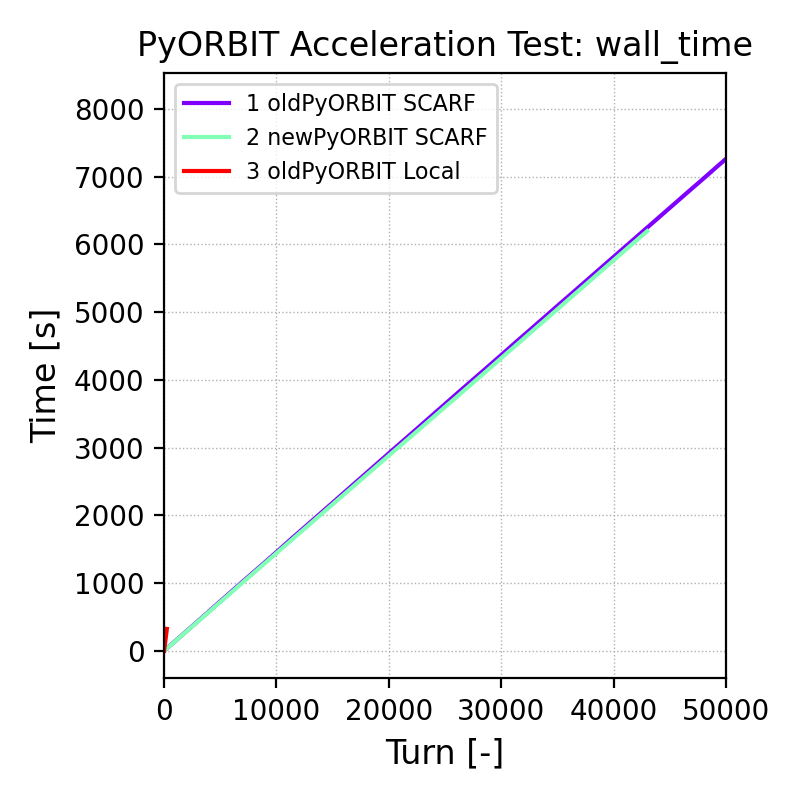 PyORBIT Acceleration Test: wall_time
1 oldPyORBIT SCARF
2 newPyORBIT SCARF
3 oldPyORBIT Local
8000
7000
6000
5000
4000
3000
2000
1000
0
Time [s]
0 10000 20000 30000 40000 50000
Turn [-]